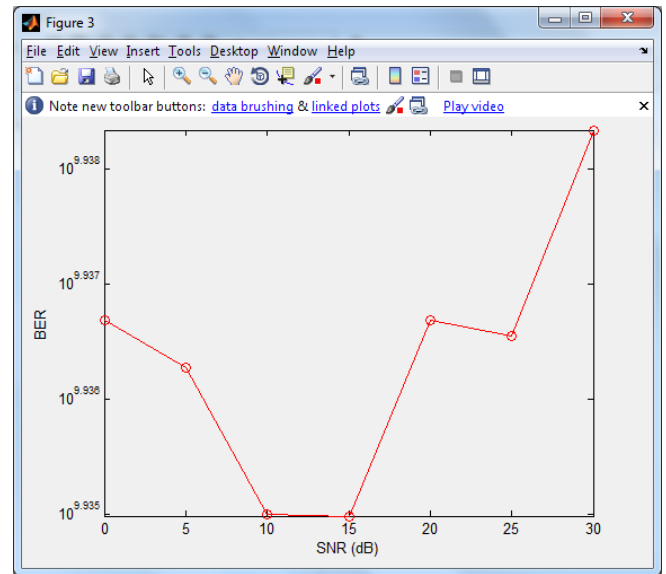 Figure 3
File Edit View Insert Tools Desktop Window Help
Note new toolbar buttons: data brushing & linked plots Play video
10^9.938
10^9.937
BER
10^9.936
10^9.935
0 5 10 15 20 25 30
SNR (dB)